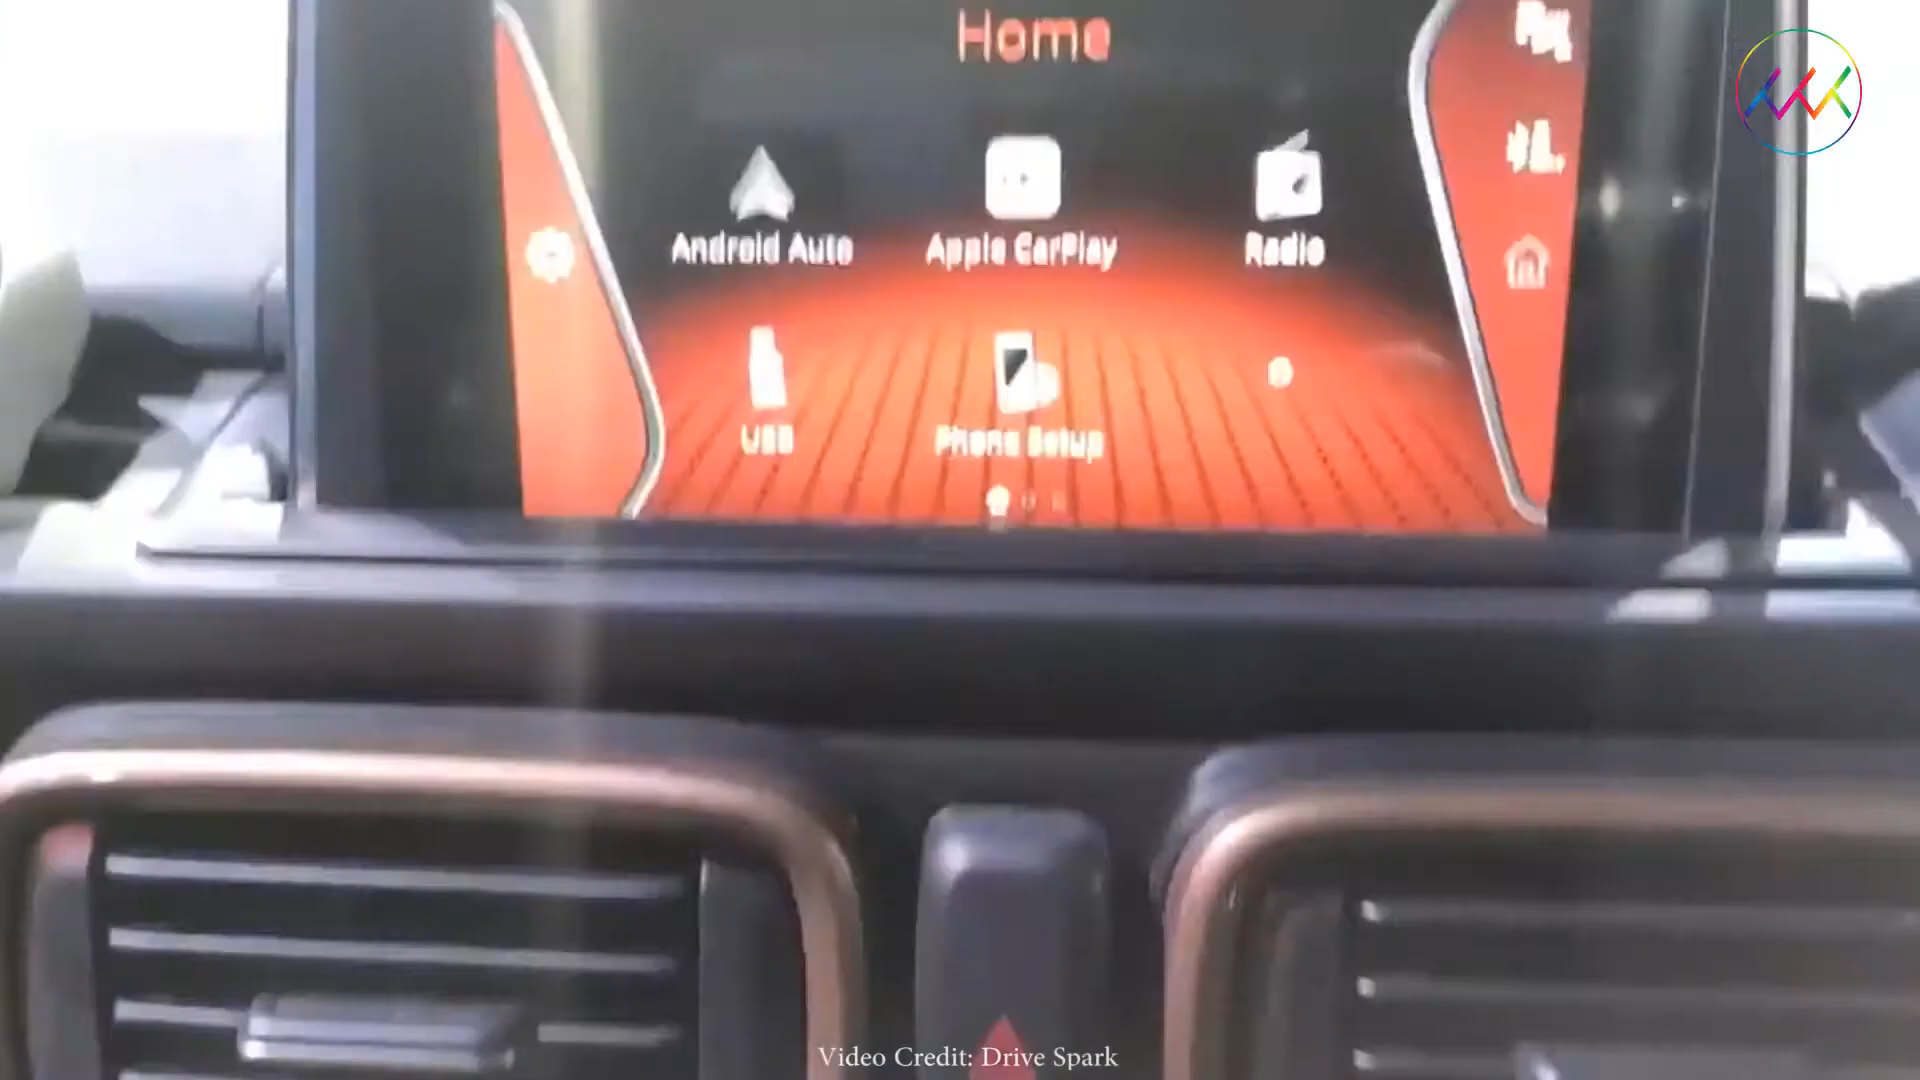 Home
Android Auto
Apple CarPlay
Radio
USB
Phone Setup
Video Credit: Drive Spark